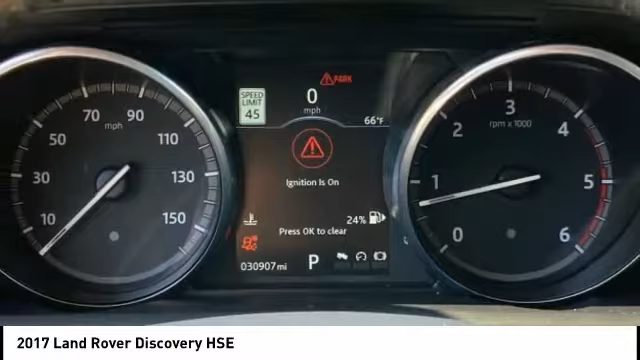 PARK
SPEED
LIMIT
45
0
mph
66°F
Ignition Is On
24%
Press OK to clear
030907 mi
P
10
30
50
70
90
110
130
150
mph
0
1
2
3
4
5
6
rpm x 1000
2017 Land Rover Discovery HSE